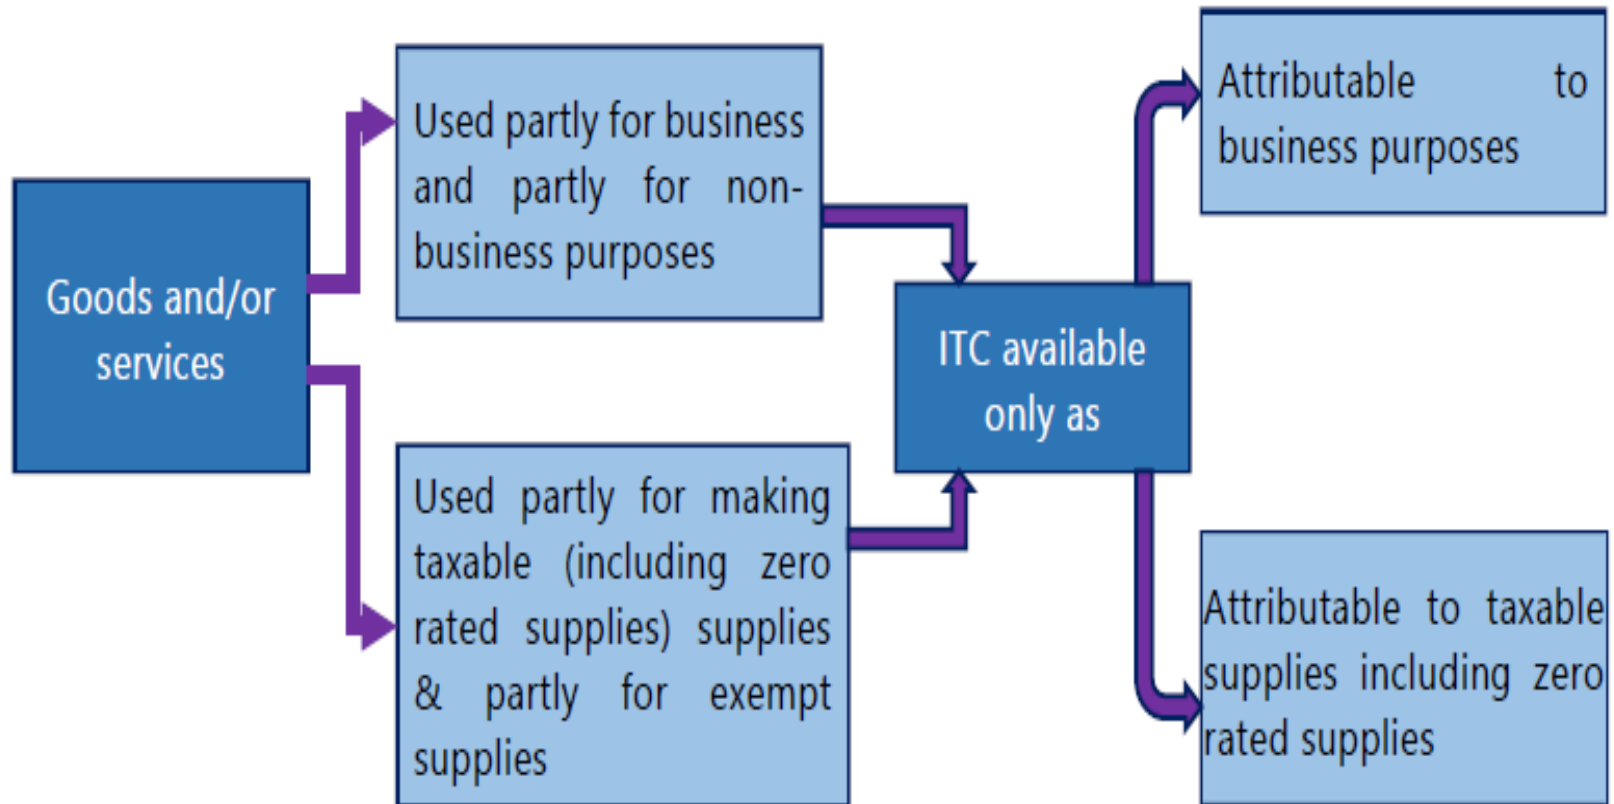 Goods and/or
services
Used partly for business
and partly for non-
business purposes
Used partly for making
taxable (including zero
rated supplies) supplies
& partly for exempt
supplies
ITC available
only as
Attributable to
business purposes
Attributable to taxable
supplies including zero
rated supplies